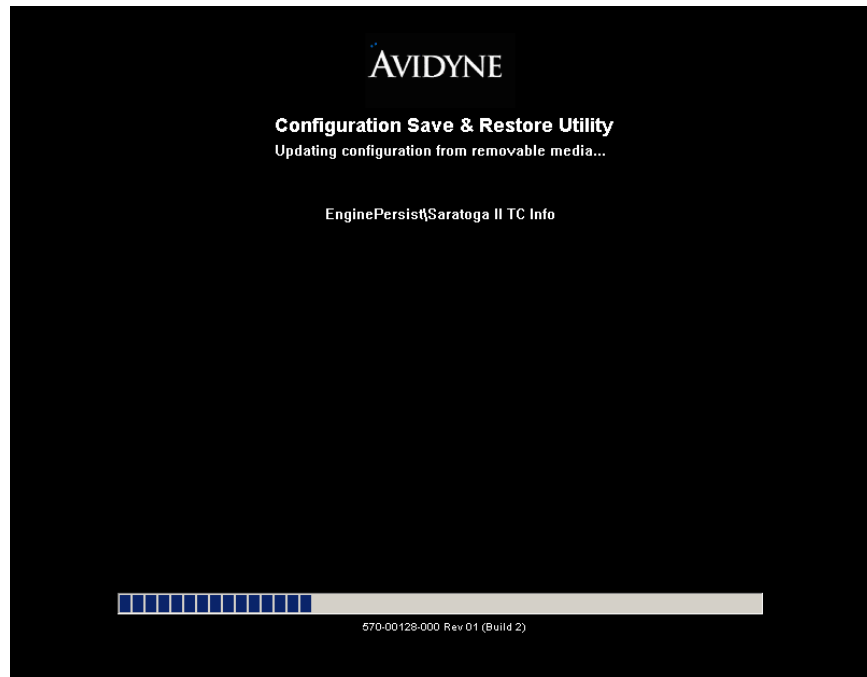 AVIDYNE
Configuration Save & Restore Utility
Updating configuration from removable media...
EnginePersist\Saratoga II TC Info
570-00128-000 Rev 01 (Build 2)